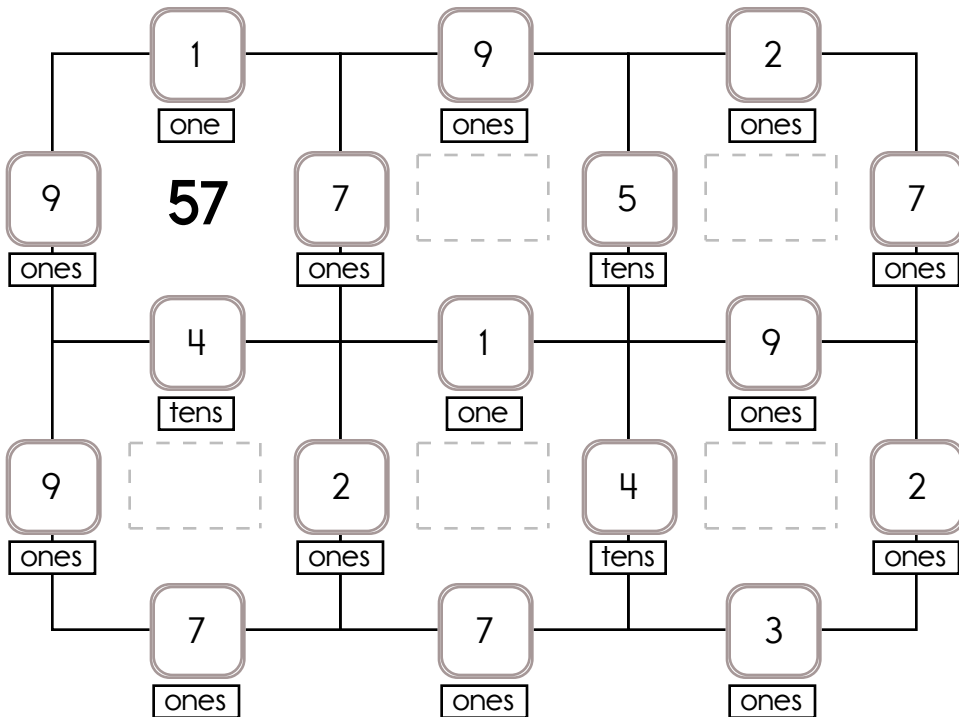 1 9 2
one ones ones
9 57 7 5 7
ones ones tens ones
4 1 9
tens one ones
9 2 4 2
ones ones tens ones
7 7 3
ones ones ones